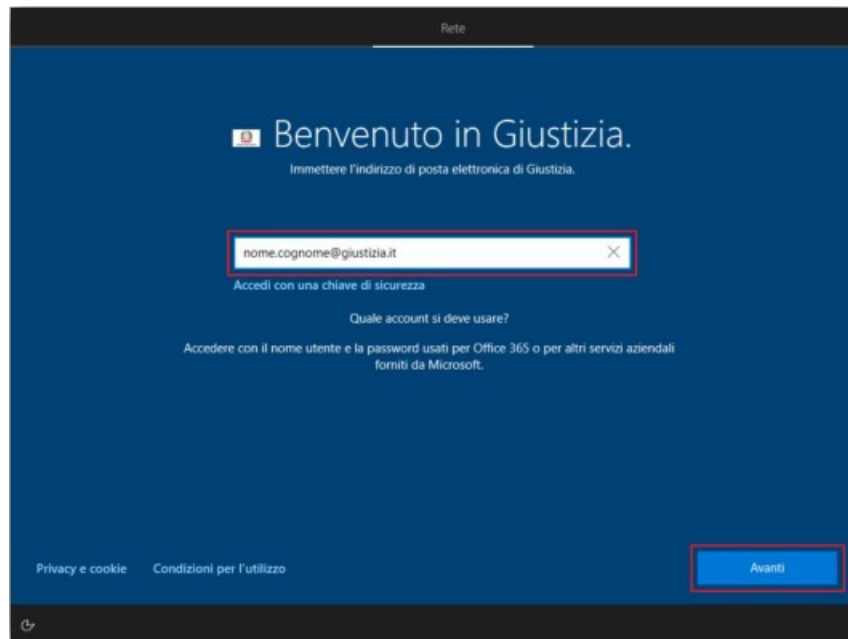 Rete
Benvenuto in Giustizia.
Immettere l'indirizzo di posta elettronica di Giustizia.
nome.cognome@giustizia.it
Accedi con una chiave di sicurezza
Quale account si deve usare?
Accedere con il nome utente e la password usati per Office 365 o per altri servizi aziendali
forniti da Microsoft.
Privacy e cookie
Condizioni per l'utilizzo
Avanti